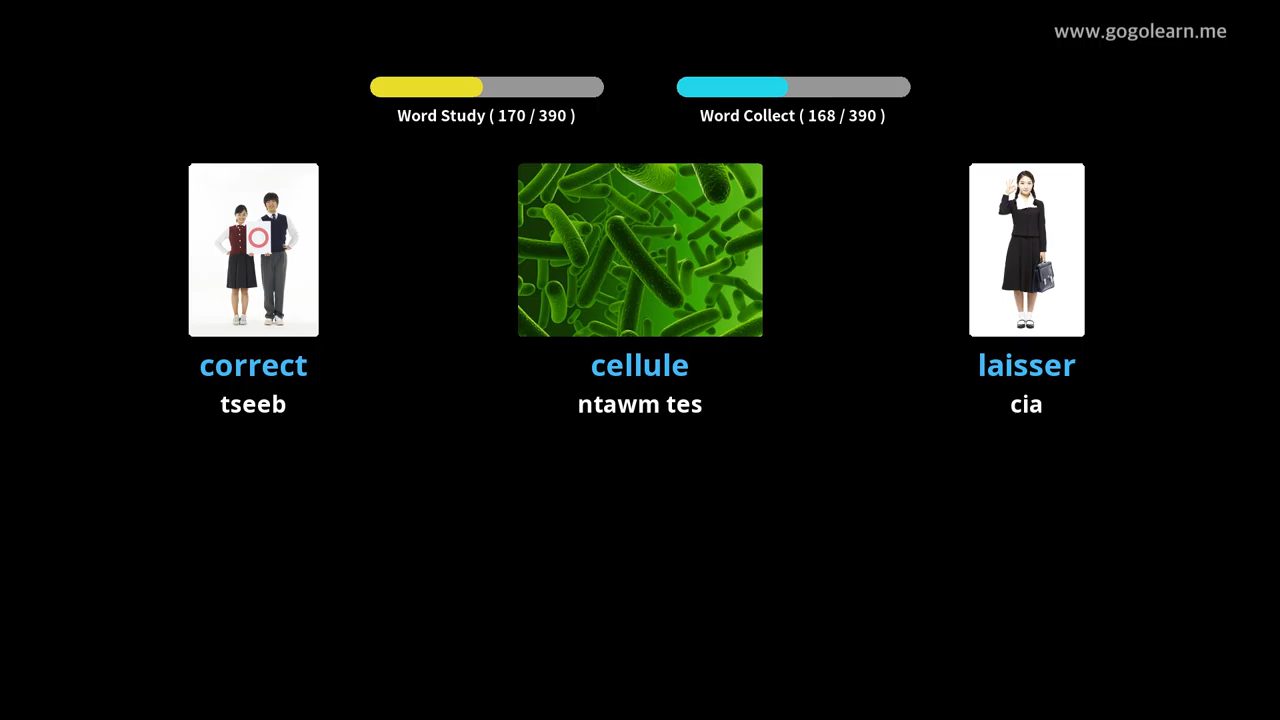 www.gogolearn.me
Word Study ( 170 / 390 )
Word Collect ( 168 / 390 )
correct
tseeb
cellule
ntawm tes
laisser
cia